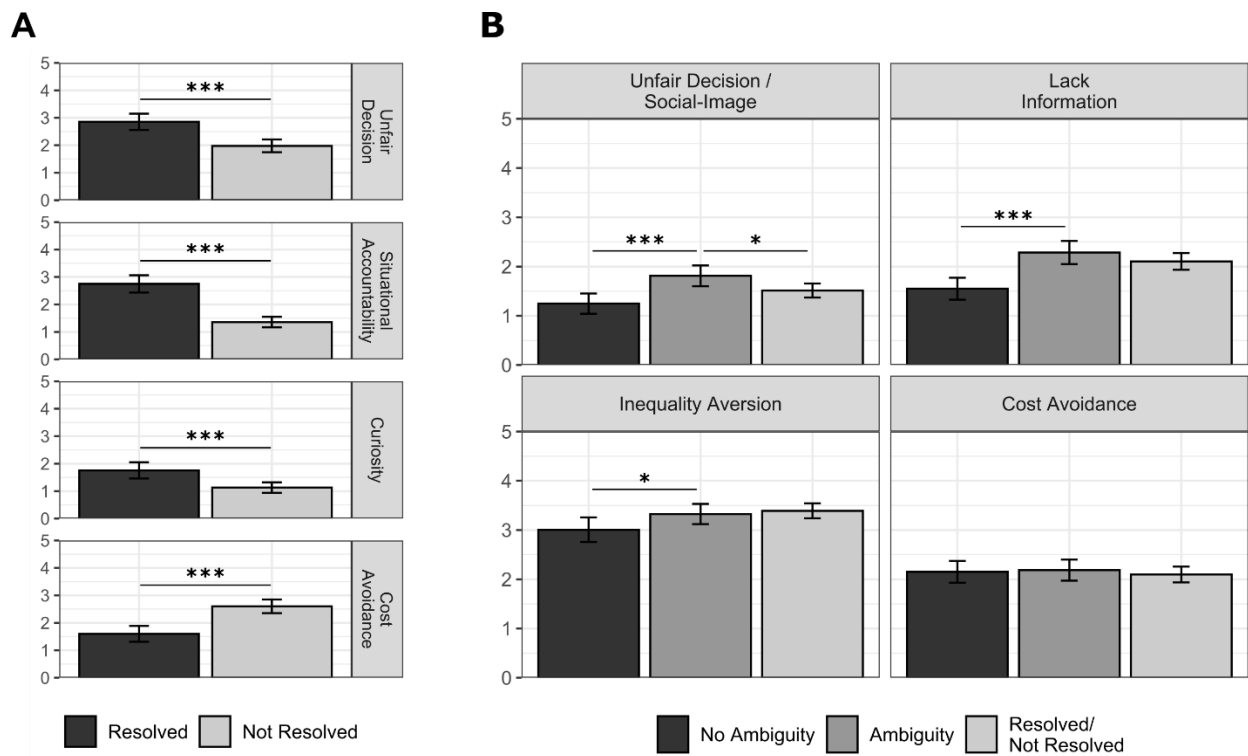 A
5
4
3
2
1
0
***
Unfair
Decision
5
4
3
2
1
0
***
Situational
Accountability
5
4
3
2
1
0
***
Curiosity
5
4
3
2
1
0
***
Cost
Avoidance
Resolved
Not Resolved
B
Unfair Decision /
Social-Image
5
4
3
2
1
0
***
*
Lack
Information
***
Inequality Aversion
5
4
3
2
1
0
*
Cost Avoidance
No Ambiguity
Ambiguity
Resolved/
Not Resolved